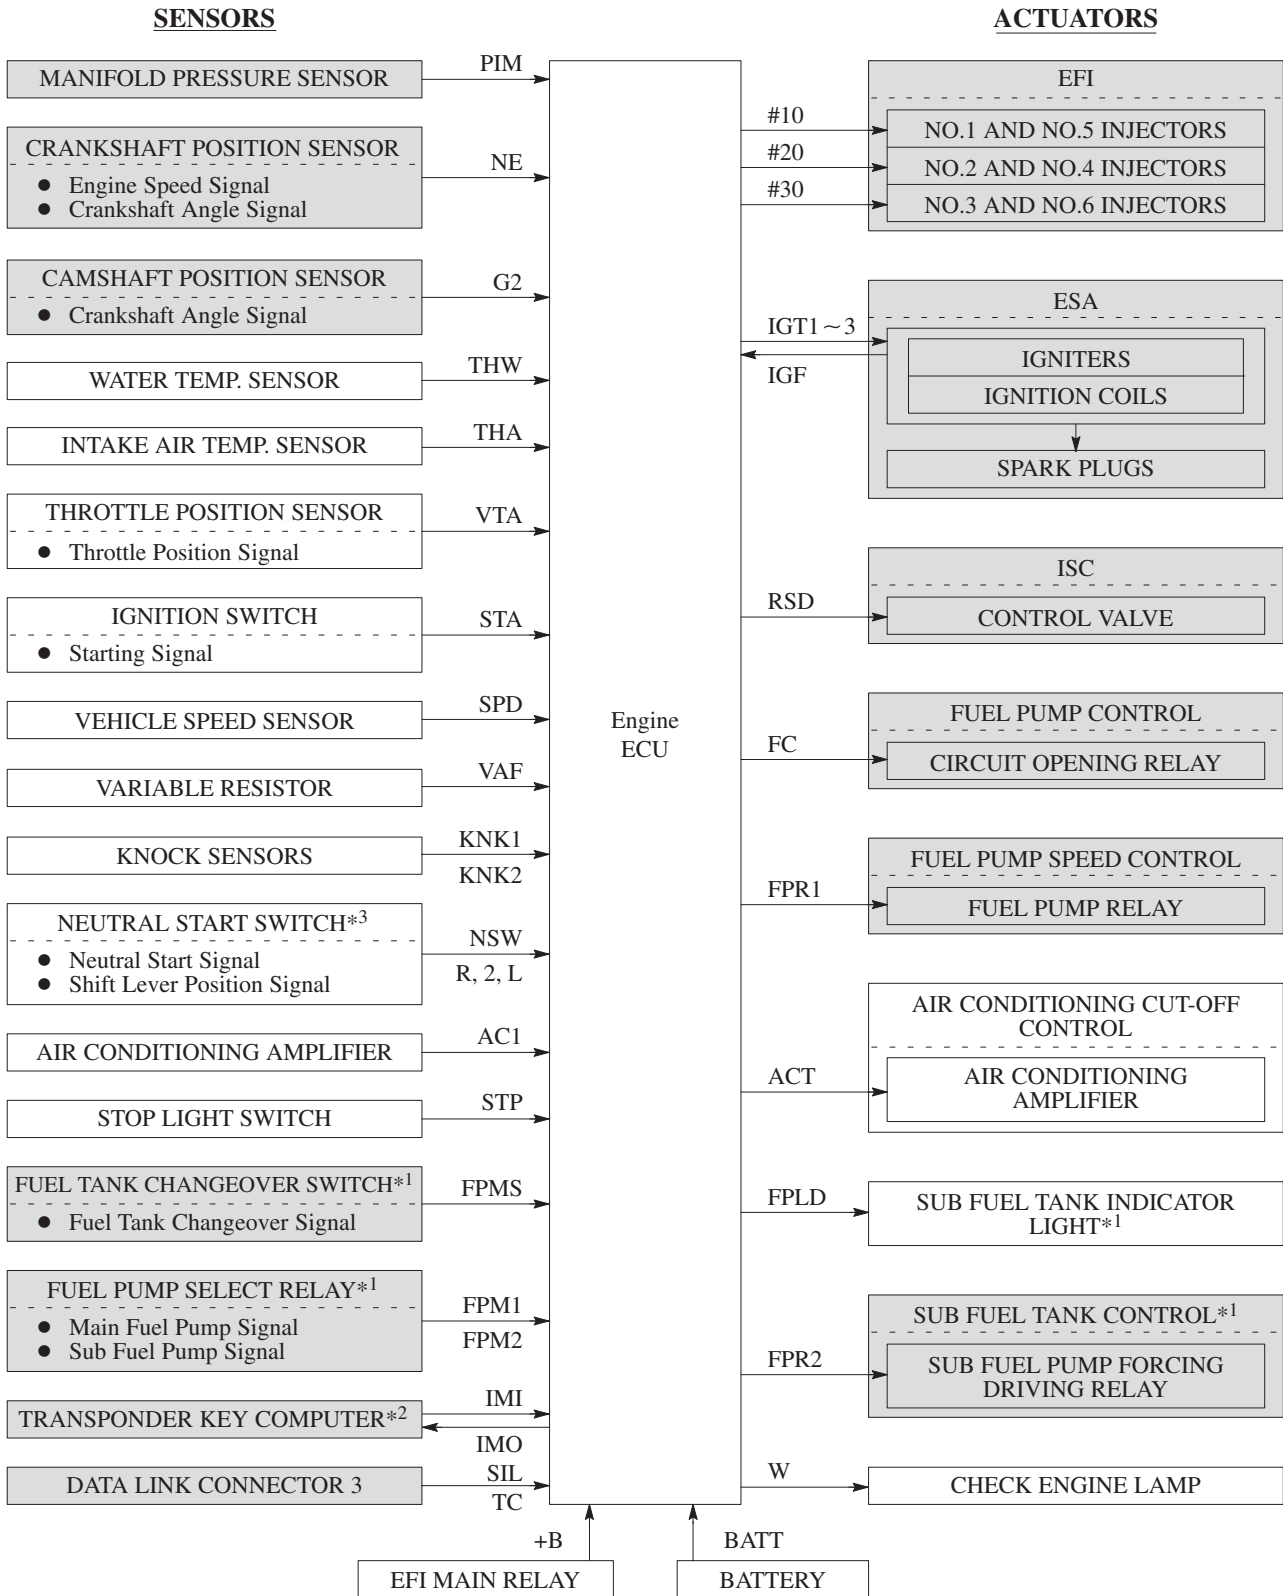 SENSORS
ACTUATORS
MANIFOLD PRESSURE SENSOR
PIM
CRANKSHAFT POSITION SENSOR
● Engine Speed Signal
● Crankshaft Angle Signal
NE
CAMSHAFT POSITION SENSOR
● Crankshaft Angle Signal
G2
WATER TEMP. SENSOR
THW
INTAKE AIR TEMP. SENSOR
THA
THROTTLE POSITION SENSOR
● Throttle Position Signal
VTA
IGNITION SWITCH
● Starting Signal
STA
VEHICLE SPEED SENSOR
SPD
VARIABLE RESISTOR
VAF
KNOCK SENSORS
KNK1
KNK2
NEUTRAL START SWITCH*3
● Neutral Start Signal
● Shift Lever Position Signal
NSW
R, 2, L
AIR CONDITIONING AMPLIFIER
AC1
STOP LIGHT SWITCH
STP
FUEL TANK CHANGEOVER SWITCH*1
● Fuel Tank Changeover Signal
FPMS
FUEL PUMP SELECT RELAY*1
● Main Fuel Pump Signal
● Sub Fuel Pump Signal
FPM1
FPM2
TRANSPONDER KEY COMPUTER*2
IMI
IMO
DATA LINK CONNECTOR 3
SIL
TC
Engine
ECU
+B
EFI MAIN RELAY
BATT
BATTERY
EFI
#10
NO.1 AND NO.5 INJECTORS
#20
NO.2 AND NO.4 INJECTORS
#30
NO.3 AND NO.6 INJECTORS
ESA
IGT1~3
IGF
IGNITERS
IGNITION COILS
SPARK PLUGS
ISC
RSD
CONTROL VALVE
FUEL PUMP CONTROL
FC
CIRCUIT OPENING RELAY
FUEL PUMP SPEED CONTROL
FPR1
FUEL PUMP RELAY
AIR CONDITIONING CUT-OFF
CONTROL
ACT
AIR CONDITIONING
AMPLIFIER
FPLD
SUB FUEL TANK INDICATOR
LIGHT*1
SUB FUEL TANK CONTROL*1
FPR2
SUB FUEL PUMP FORCING
DRIVING RELAY
W
CHECK ENGINE LAMP